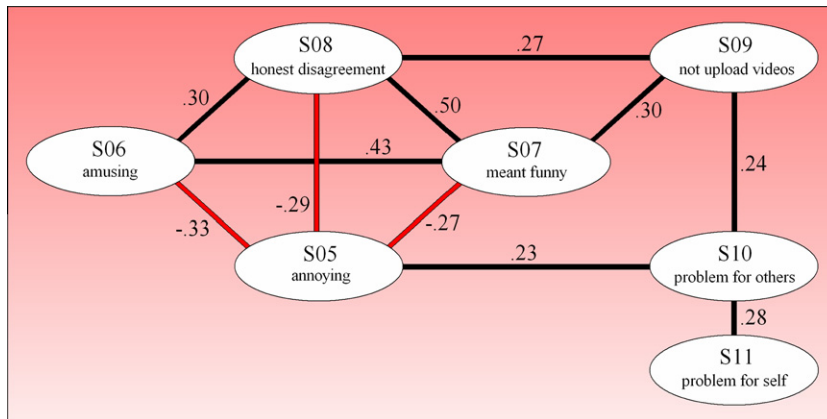 S08
honest disagreement
.27
S09
not upload videos
.30
.50
.30
S06
amusing
.43
S07
meant funny
.24
-.33
-.29
-.27
S05
annoying
.23
S10
problem for others
.28
S11
problem for self